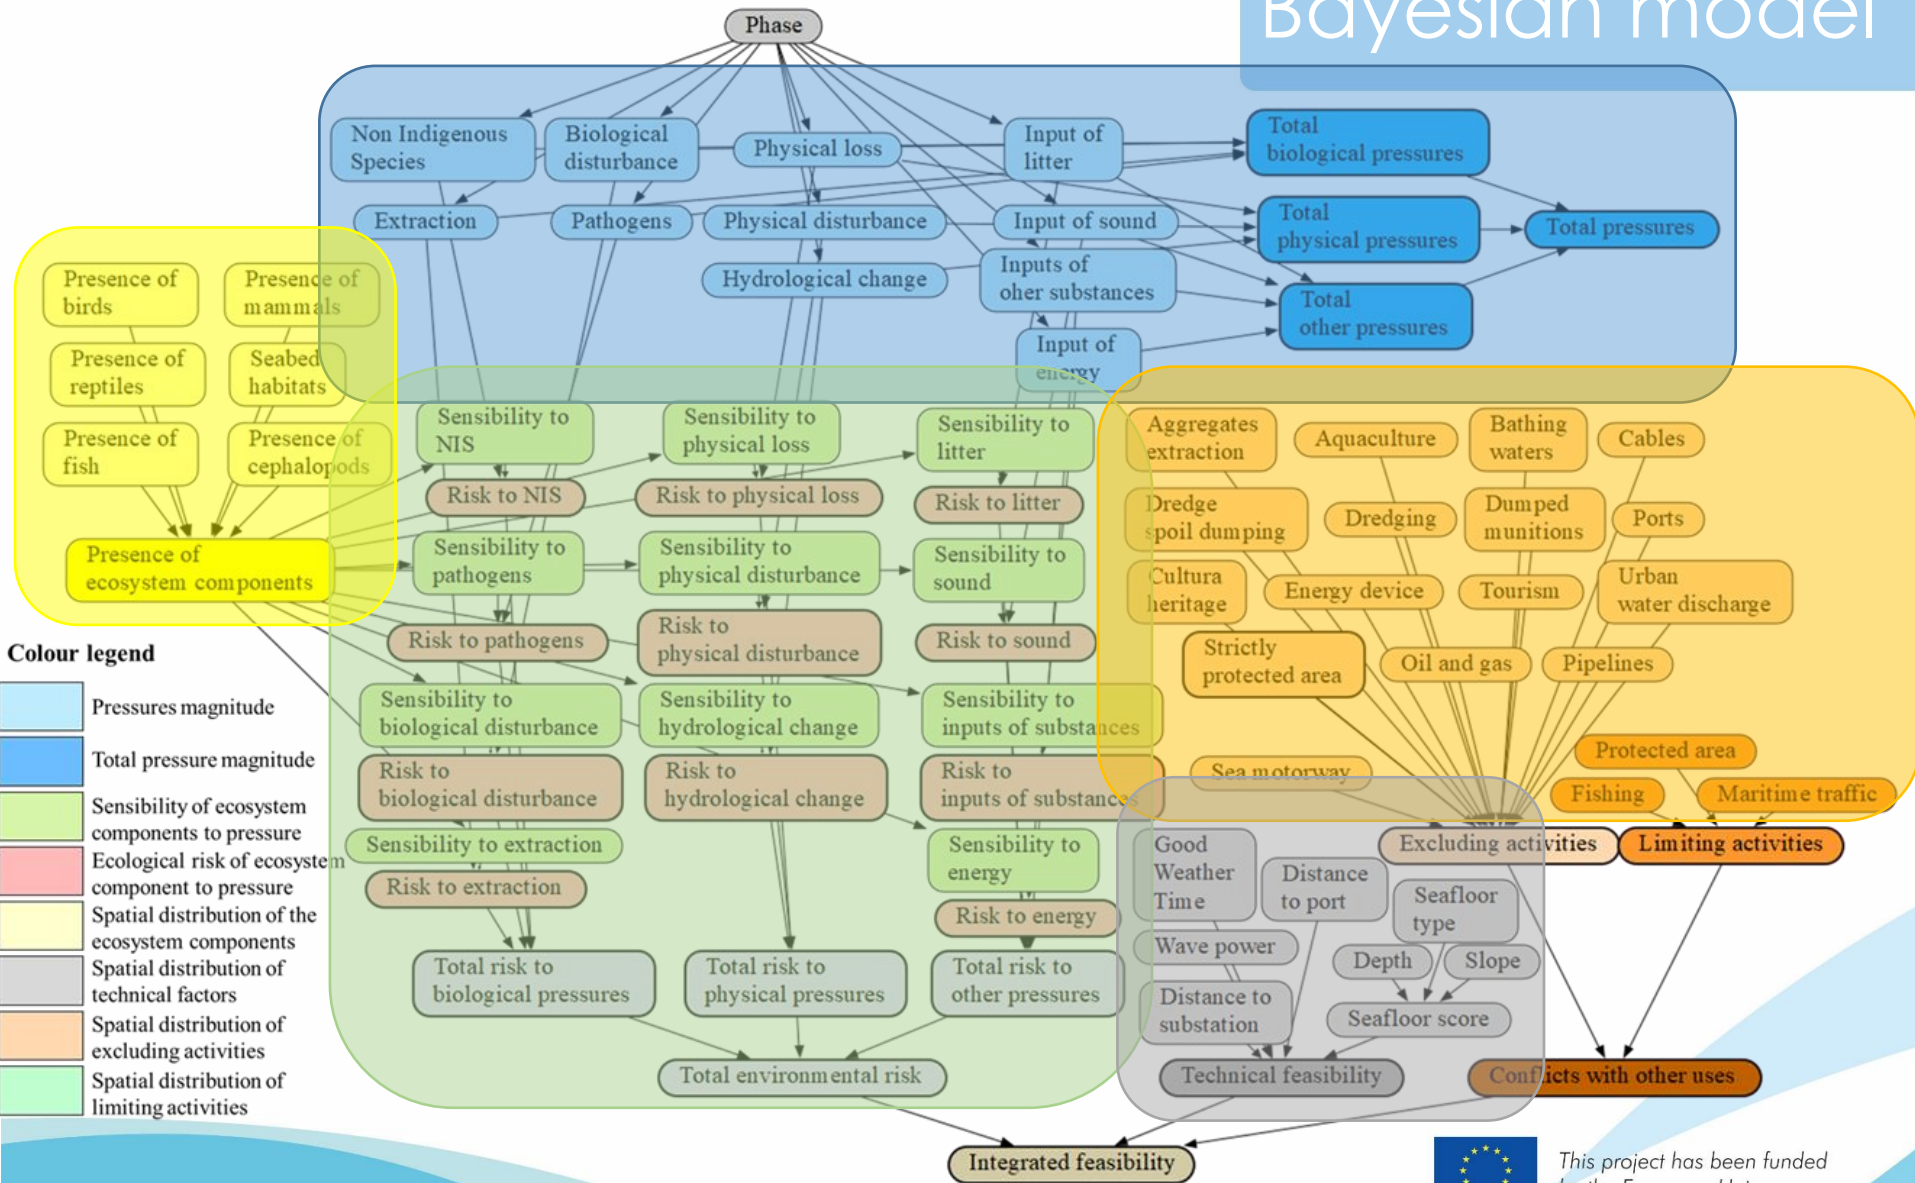 Bayesian model
Phase
Non Indigenous
Species
Biological
disturbance
Physical loss
Input of
litter
Total
biological pressures
Extraction
Pathogens
Physical disturbance
Input of sound
Total
physical pressures
Total pressures
Hydrological change
Inputs of
oher substances
Total
other pressures
Input of
energy
Presence of
birds
Presence of
mammals
Presence of
reptiles
Seabed
habitats
Presence of
fish
Presence of
cephalopods
Presence of
ecosystem components
Sensibility to
NIS
Sensibility to
physical loss
Sensibility to
litter
Risk to NIS
Risk to physical loss
Risk to litter
Sensibility to
pathogens
Sensibility to
physical disturbance
Sensibility to
sound
Risk to pathogens
Risk to
physical disturbance
Risk to sound
Sensibility to
biological disturbance
Sensibility to
hydrological change
Sensibility to
inputs of substances
Risk to
biological disturbance
Risk to
hydrological change
Risk to
inputs of substances
Sensibility to extraction
Sensibility to
energy
Risk to extraction
Risk to energy
Total risk to
biological pressures
Total risk to
physical pressures
Total risk to
other pressures
Total environmental risk
Aggregates
extraction
Aquaculture
Bathing
waters
Cables
Dredge
spoil dumping
Dredging
Dumped
munitions
Ports
Cultura
heritage
Energy device
Tourism
Urban
water discharge
Strictly
protected area
Oil and gas
Pipelines
Sea motorway
Protected area
Fishing
Maritime traffic
Excluding activities
Limiting activities
Good
Weather
Time
Distance
to port
Seafloor
type
Wave power
Depth
Slope
Distance to
substation
Seafloor score
Technical feasibility
Conflicts with other uses
Integrated feasibility
Colour legend
Pressures magnitude
Total pressure magnitude
Sensibility of ecosystem
components to pressure
Ecological risk of ecosystem
component to pressure
Spatial distribution of the
ecosystem components
Spatial distribution of
technical factors
Spatial distribution of
excluding activities
Spatial distribution of
limiting activities
This project has been funded